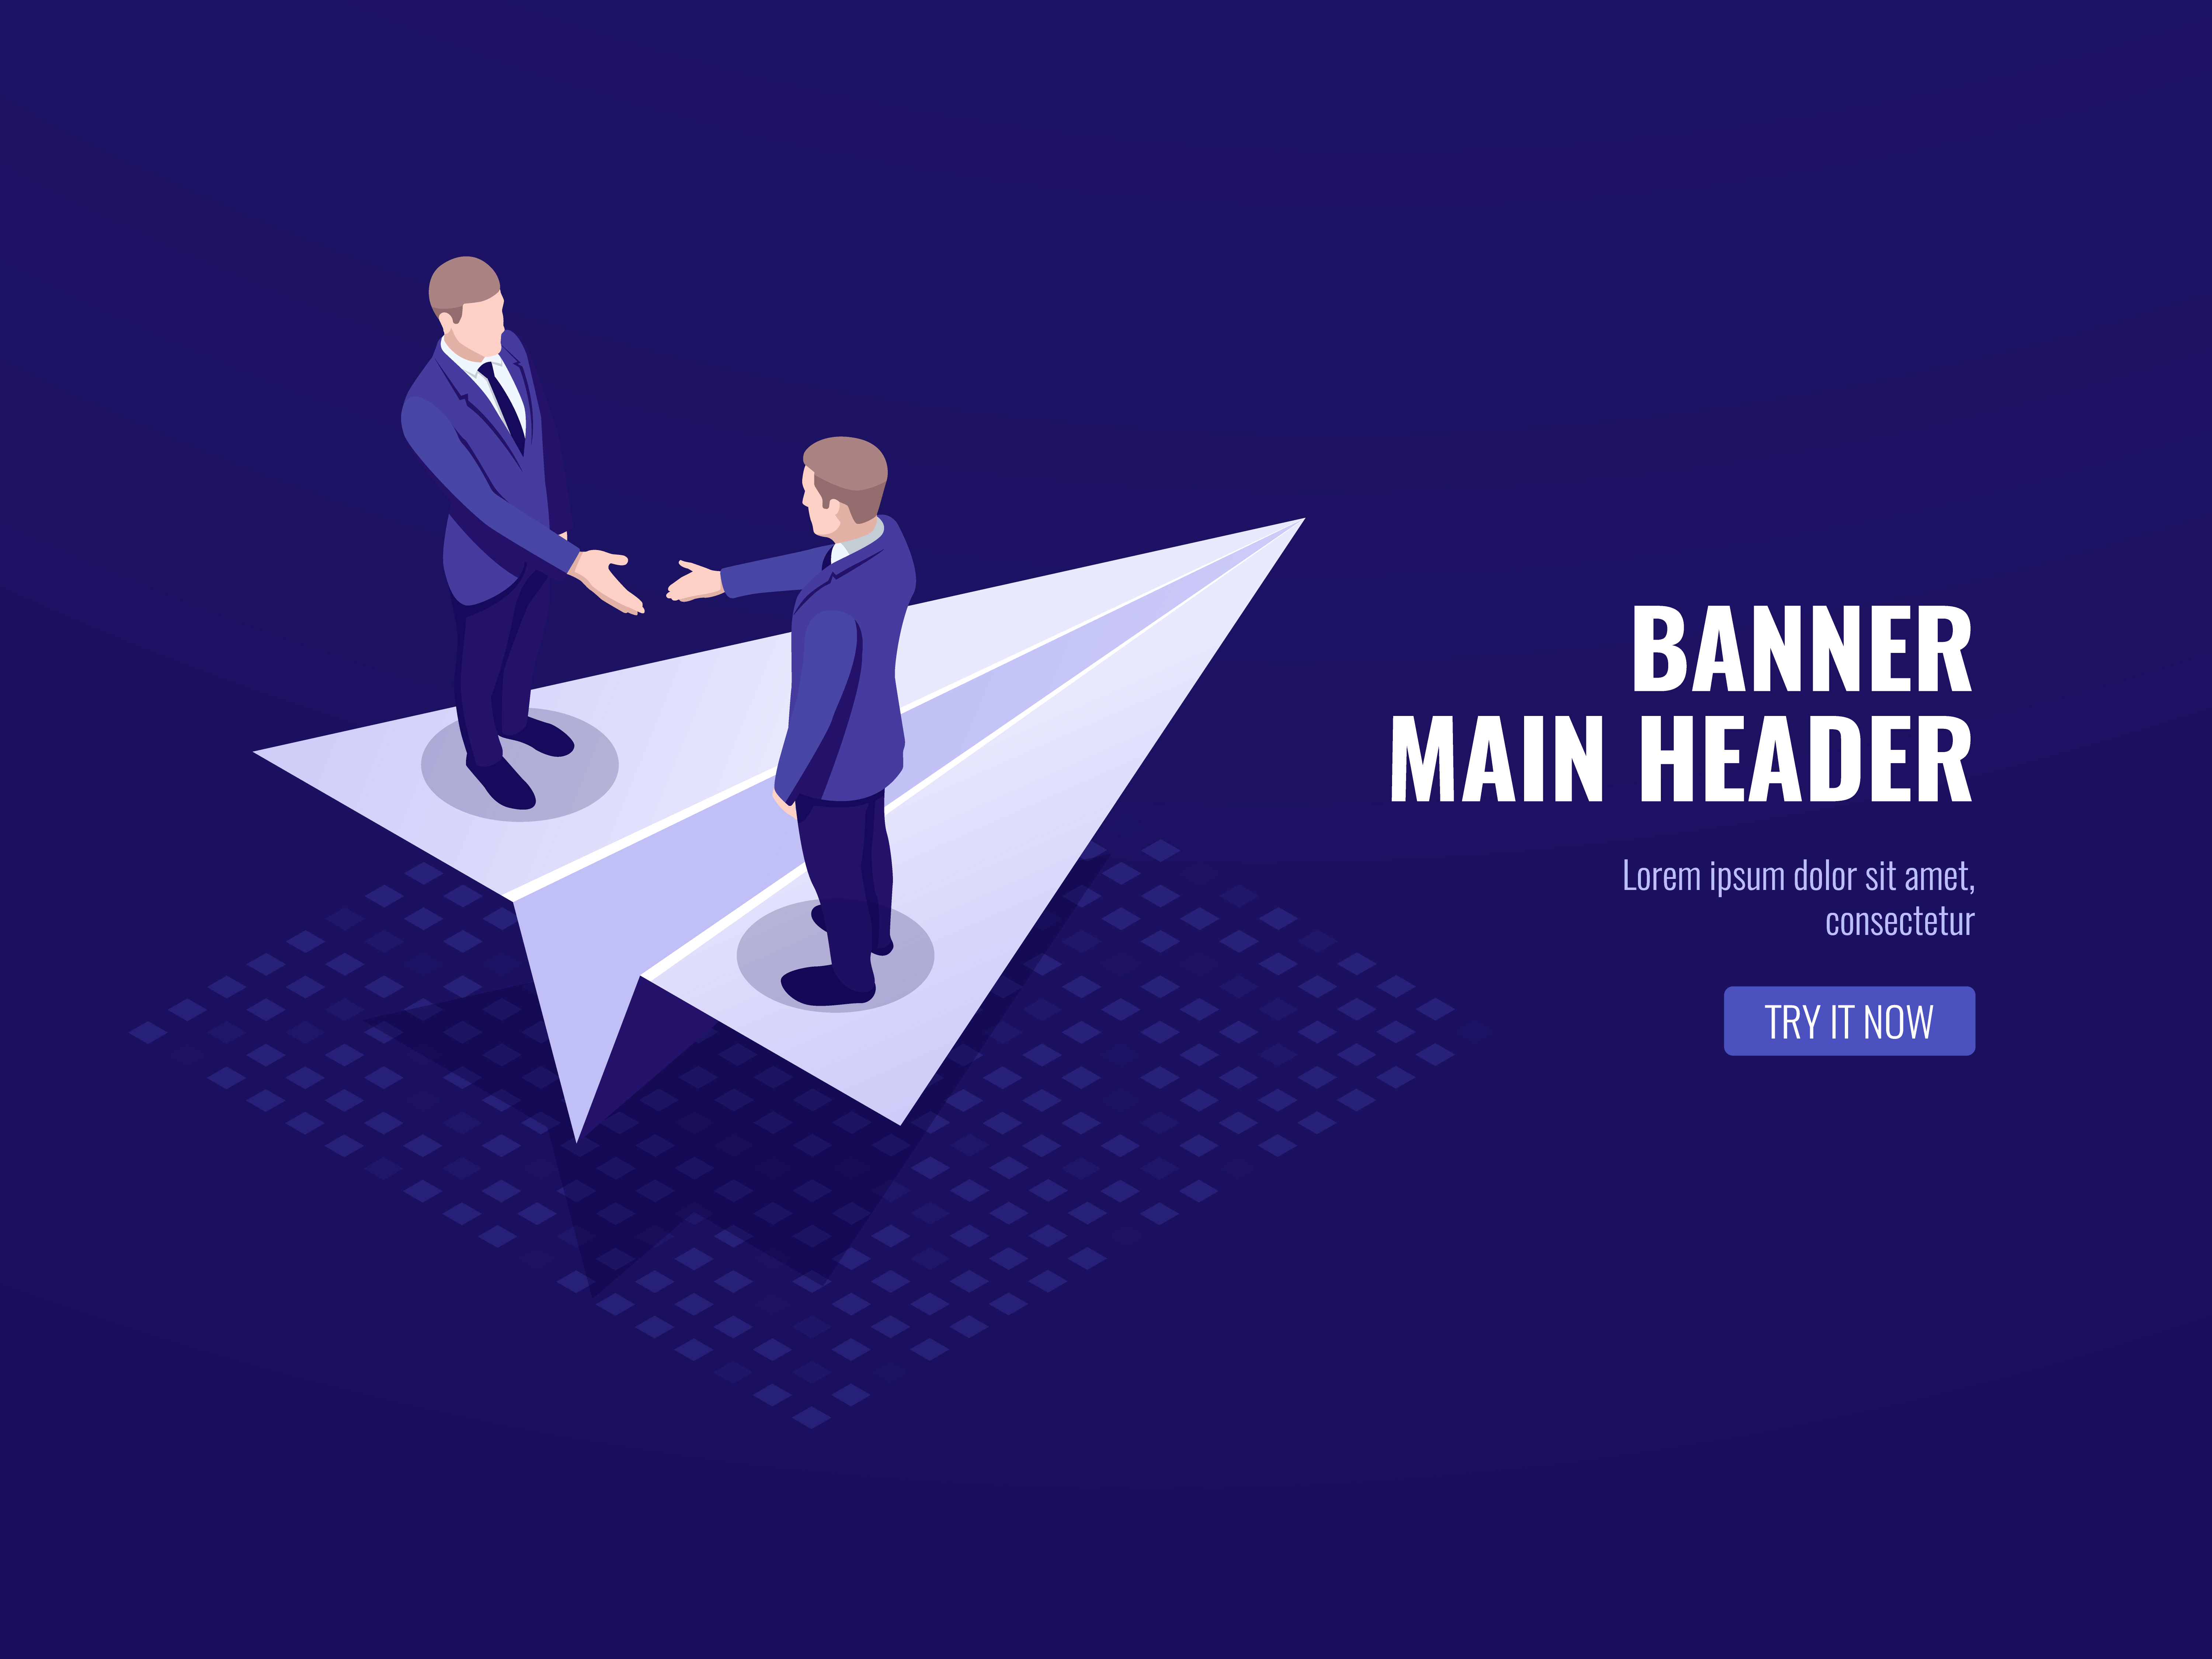 BANNER
MAIN HEADER
Lorem ipsum dolor sit amet,
consectetur
TRY IT NOW